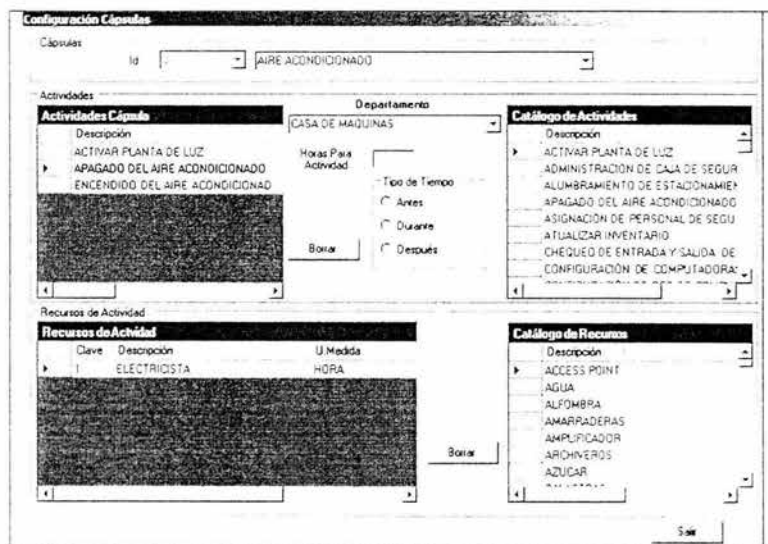 Configuración Cápsulas
Cápsulas
Id
AIRE ACONDICIONADO
Actividades
Actividades Cápsula
Descripción
ACTIVAR PLANTA DE LUZ
APAGADO DEL AIRE ACONDICIONADO
ENCENDIDO DEL AIRE ACONDICIONAD
Departamento
CASA DE MAQUINAS
Horas Para
Actividad
Tipo de Tiempo
Antes
Durante
Después
Borrar
Catálogo de Actividades
Descripción
ACTIVAR PLANTA DE LUZ
ADMINISTRACIÓN DE CAJA DE SEGUR
ALUMBRAMIENTO DE ESTACIONAMIEN
APAGADO DEL AIRE ACONDICIONADO
ASIGNACIÓN DE PERSONAL DE SEGU
ATUALIZAR INVENTARIO
CHEQUEO DE ENTRADA Y SALIDA DE
CONFIGURACIÓN DE COMPUTADORA
Recursos de Actividad
Recursos de Actividad
Clave Descripción U.Medida
1 ELECTRICISTA HORA
Borrar
Catálogo de Recursos
Descripción
ACCESS POINT
AGUA
ALFOMBRA
AMARRADERAS
AMPLIFICADOR
ARCHIVEROS
AZUCAR
Salir